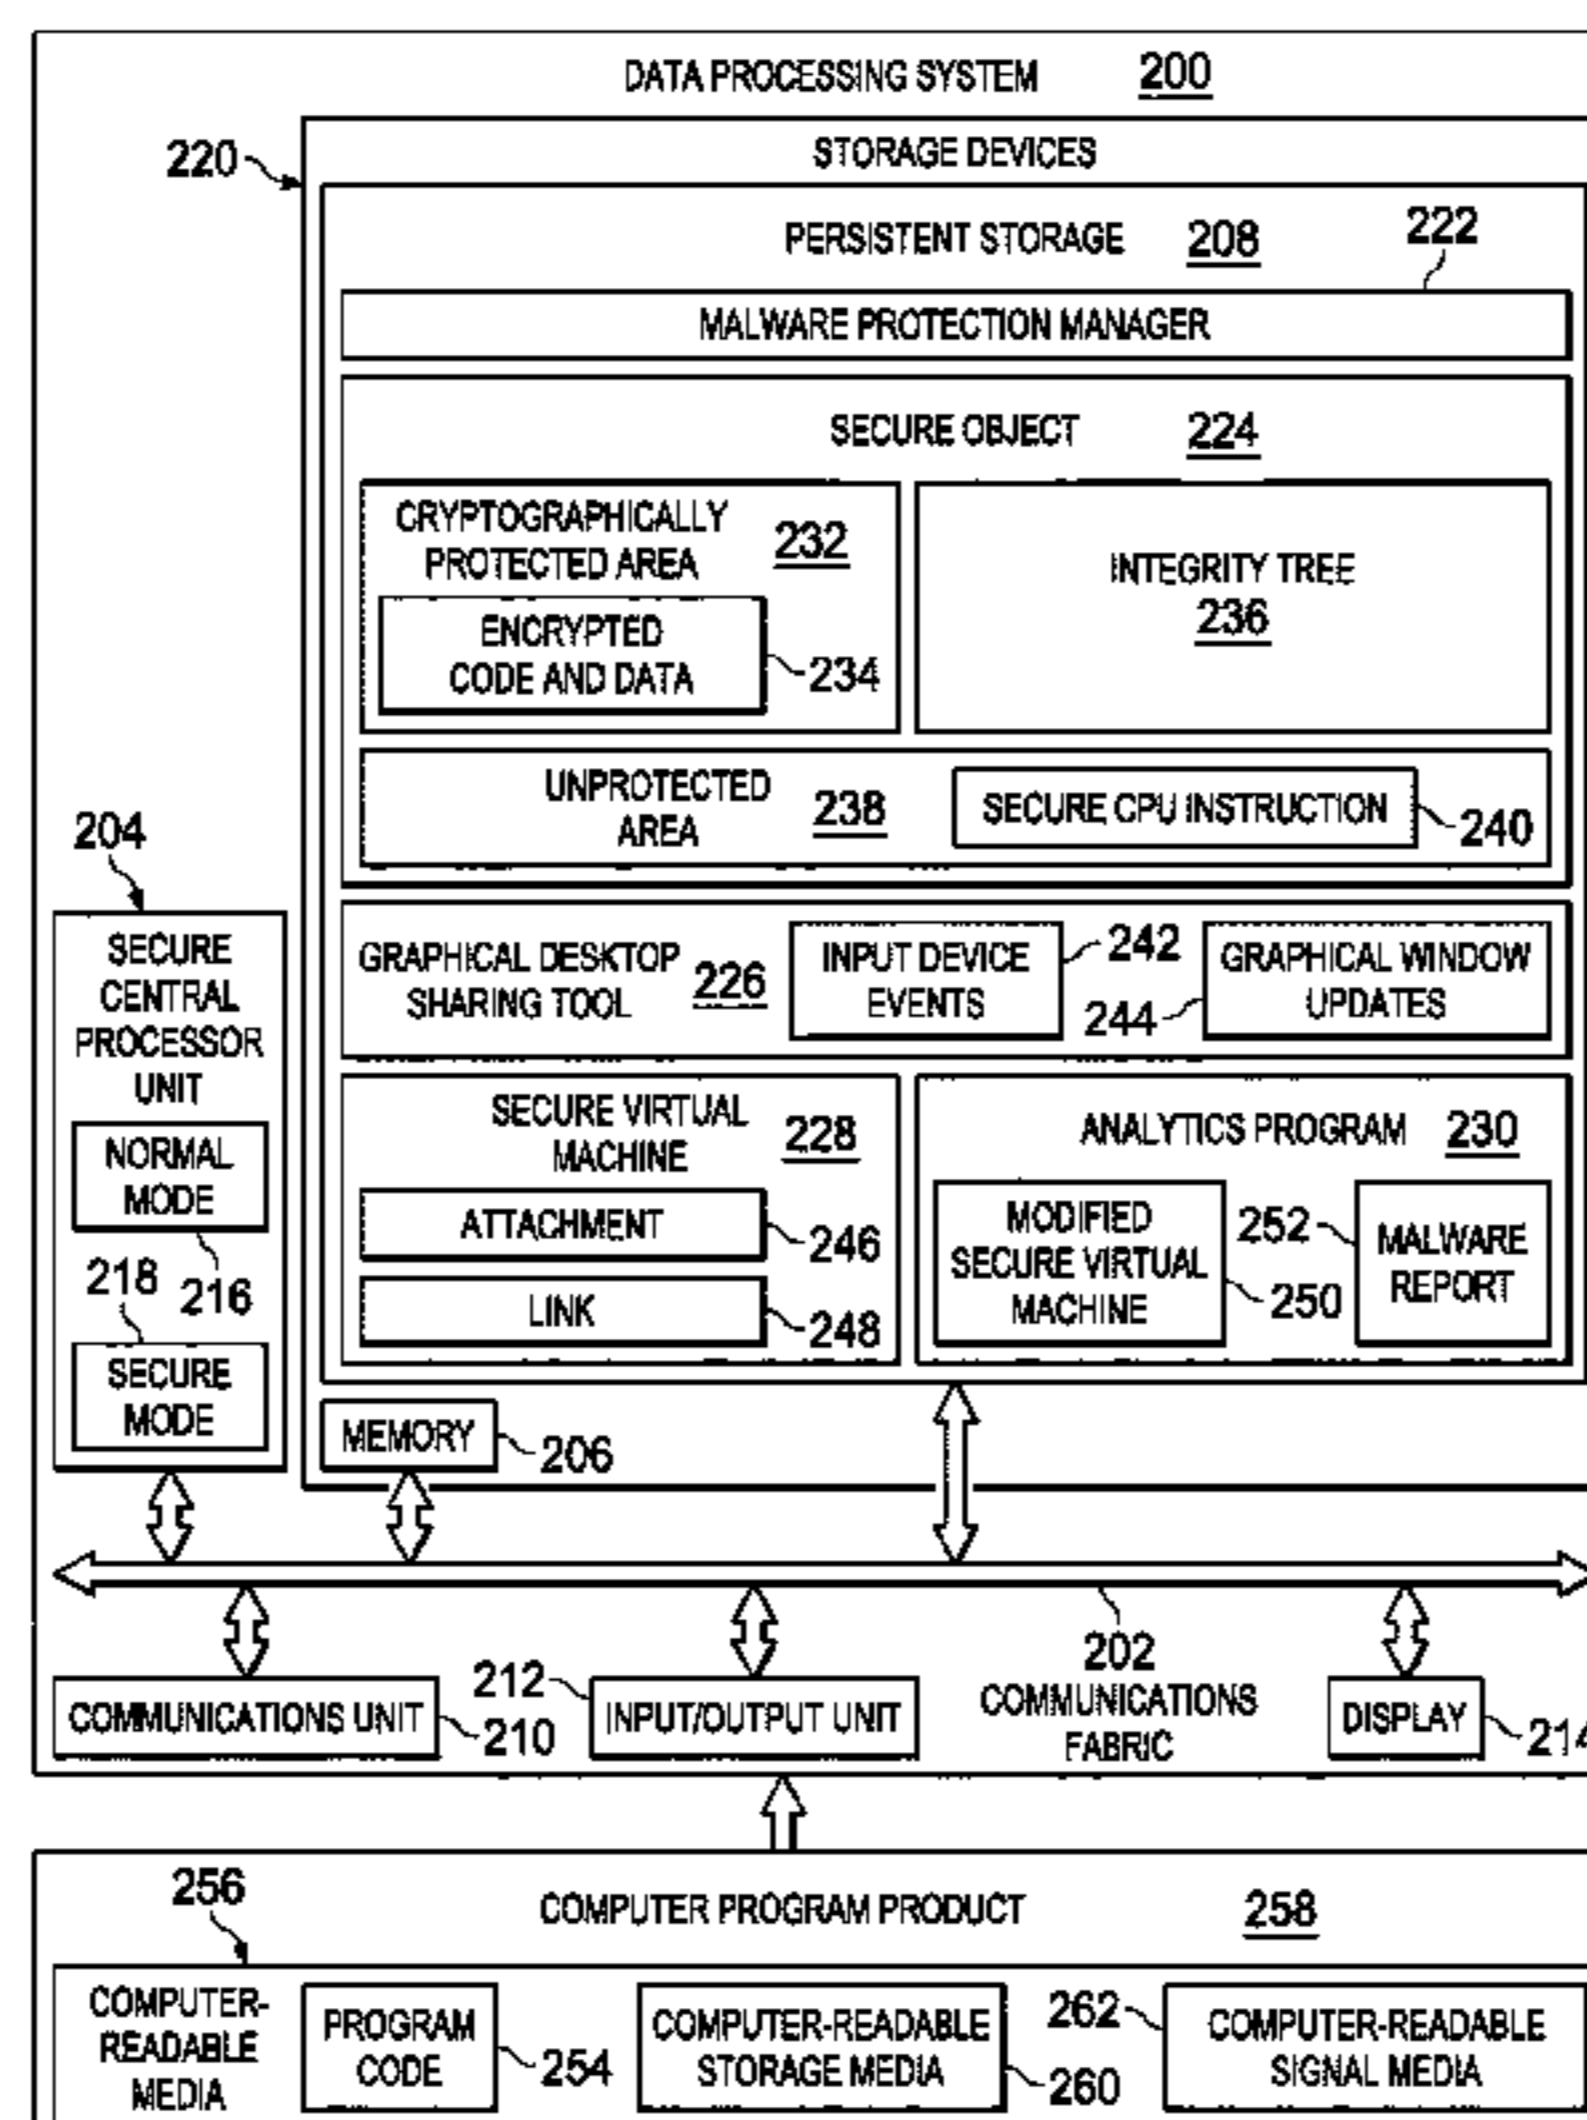 DATA PROCESSING SYSTEM 200
220
STORAGE DEVICES
PERSISTENT STORAGE 208
222
MALWARE PROTECTION MANAGER
SECURE OBJECT 224
CRYPTOGRAPHICALLY
PROTECTED AREA
232
ENCRYPTED
CODE AND DATA
234
INTEGRITY TREE
236
UNPROTECTED
AREA
238
SECURE CPU INSTRUCTION
240
204
SECURE
CENTRAL
PROCESSOR
UNIT
NORMAL
MODE
216
218
SECURE
MODE
GRAPHICAL DESKTOP
SHARING TOOL
226
INPUT DEVICE
EVENTS
242
244
GRAPHICAL WINDOW
UPDATES
SECURE VIRTUAL
MACHINE
228
ATTACHMENT
246
LINK
248
ANALYTICS PROGRAM 230
MODIFIED
SECURE VIRTUAL
MACHINE
250
252
MALWARE
REPORT
MEMORY
206
202
COMMUNICATIONS
FABRIC
COMMUNICATIONS UNIT
210
212
INPUT/OUTPUT UNIT
DISPLAY
214
256
COMPUTER PROGRAM PRODUCT 258
COMPUTER-
READABLE
MEDIA
PROGRAM
CODE
254
COMPUTER-READABLE
STORAGE MEDIA
260
262
COMPUTER-READABLE
SIGNAL MEDIA